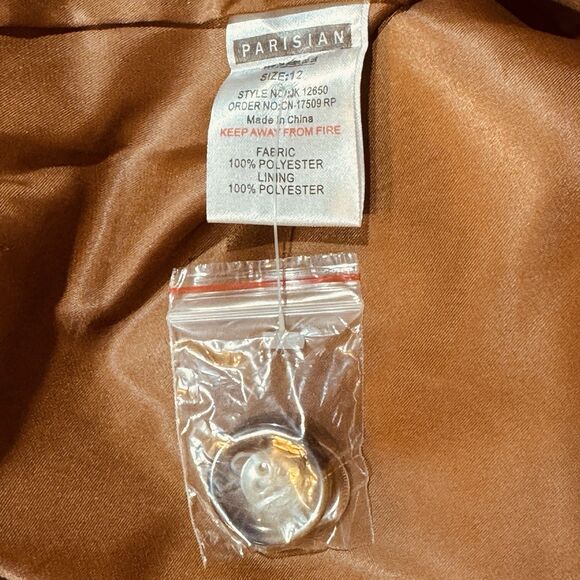 PARISIAN
SIZE:12
STYLE NO:JK 12650
ORDER NO:CN-17509 RP
Made In China
KEEP AWAY FROM FIRE
FABRIC
100% POLYESTER
LINING
100% POLYESTER